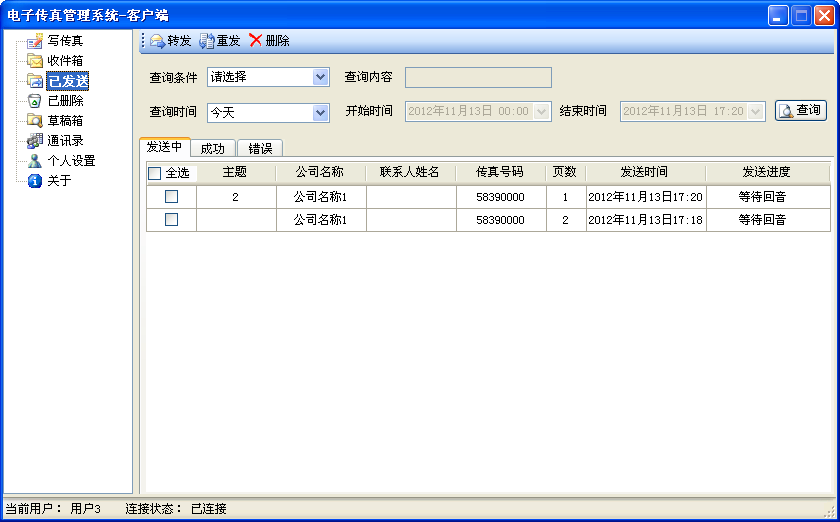 电子传真管理系统-客户端
写传真
收件箱
已发送
已删除
草稿箱
通讯录
个人设置
关于
转发 重发 删除
查询条件 请选择 查询内容
查询时间 今天 开始时间 2012年11月13日 00:00 结束时间 2012年11月13日 17:20 查询
发送中 成功 错误
全选 主题 公司名称 联系人姓名 传真号码 页数 发送时间 发送进度
2 公司名称1 58390000 1 2012年11月13日17:20 等待回音
公司名称1 58390000 2 2012年11月13日17:18 等待回音
当前用户： 用户3 连接状态： 已连接